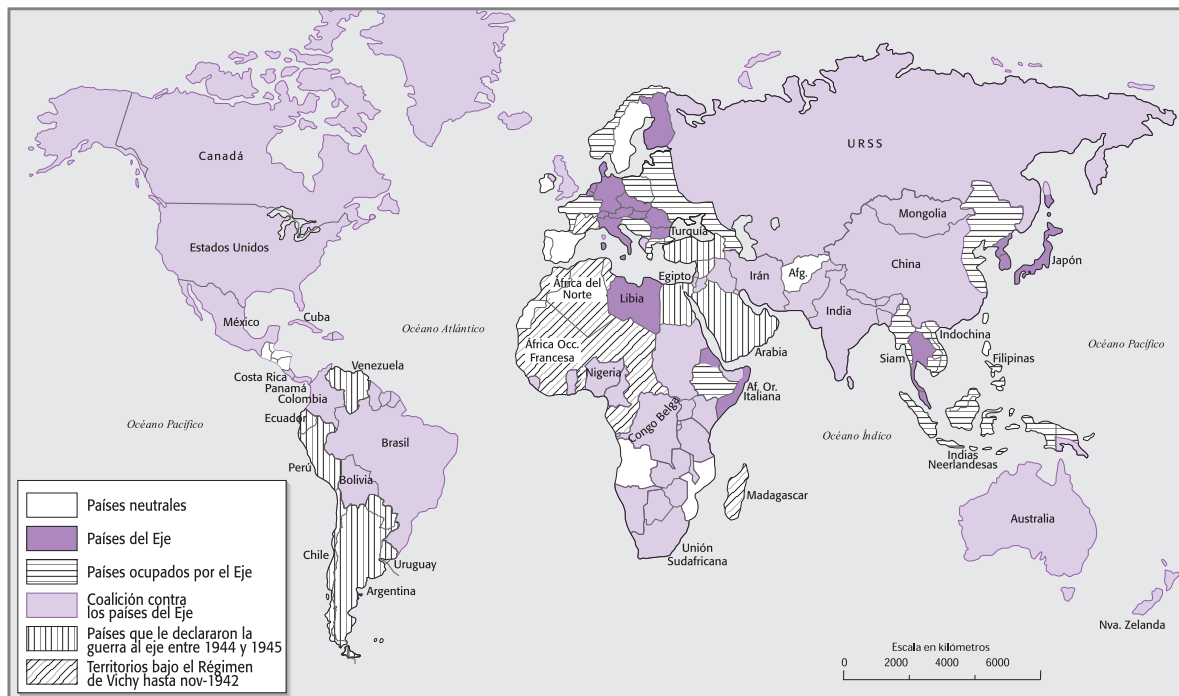 Canadá
URSS
Mongolia
Estados Unidos
Turquía
China
Japón
Irán
Afg.
Egipto
África del
Norte
Libia
India
México
Cuba
Océano Atlántico
Océano Pacífico
Indochina
África Occ.
Francesa
Arabia
Siam
Filipinas
Venezuela
Costa Rica
Panamá
Colombia
Nigeria
Af. Or.
Italiana
Ecuador
Congo Belga
Océano Pacífico
Océano Índico
Brasil
Indias
Neerlandesas
Perú
Bolivia
Madagascar
Australia
Chile
Uruguay
Unión
Sudafricana
Argentina
Nva. Zelanda
Países neutrales
Países del Eje
Países ocupados por el Eje
Coalición contra
los países del Eje
Países que le declararon la
guerra al eje entre 1944 y 1945
Territorios bajo el Régimen
de Vichy hasta nov-1942
Escala en kilómetros
0 2000 4000 6000